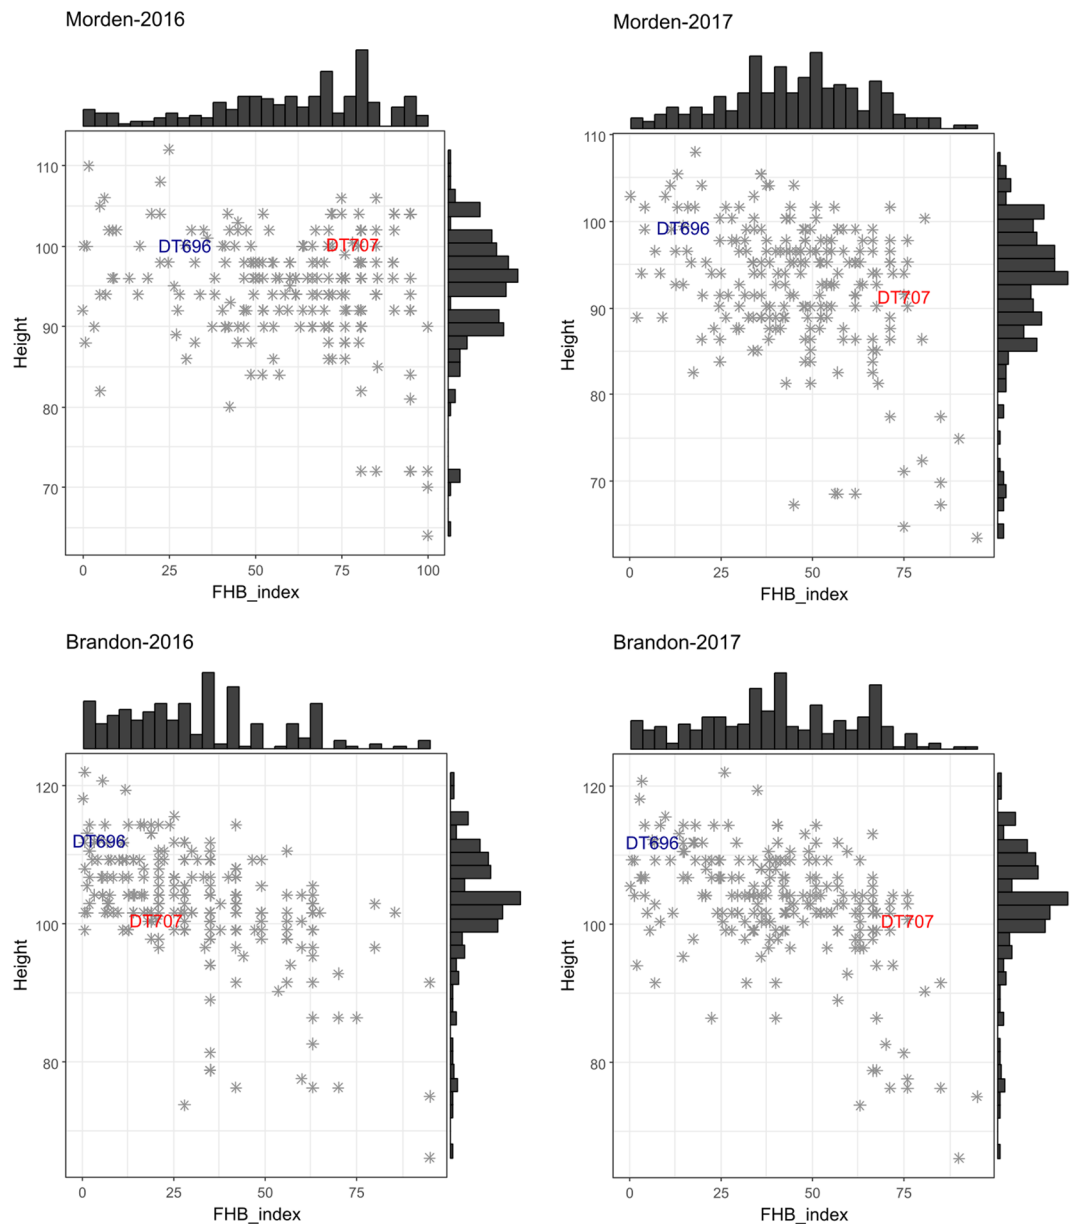 Morden-2016
110
100
90
80
70
Height
DT696
DT707
0 25 50 75 100
FHB_index
Morden-2017
110
100
90
80
70
Height
DT696
DT707
0 25 50 75
FHB_index
Brandon-2016
120
100
80
Height
DT696
DT707
0 25 50 75
FHB_index
Brandon-2017
120
100
80
Height
DT696
DT707
0 25 50 75
FHB_index